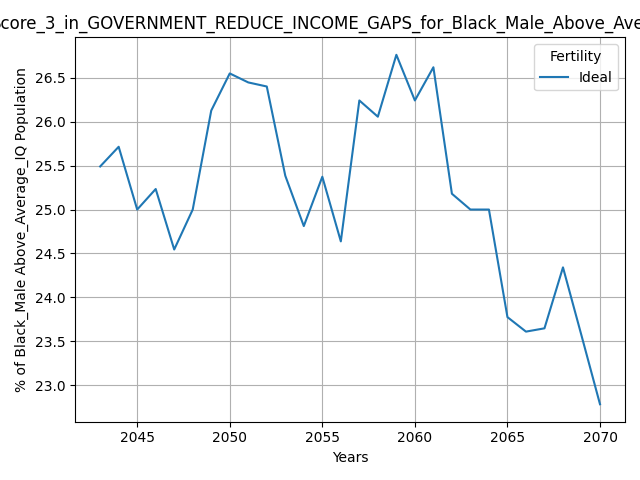 core_3_in_GOVERNMENT_REDUCE_INCOME_GAPS_for_Black_Male_Above_Ave
Fertility
Ideal
% of Black_Male Above_Average_IQ Population
26.5
26.0
25.5
25.0
24.5
24.0
23.5
23.0
2045 2050 2055 2060 2065 2070
Years